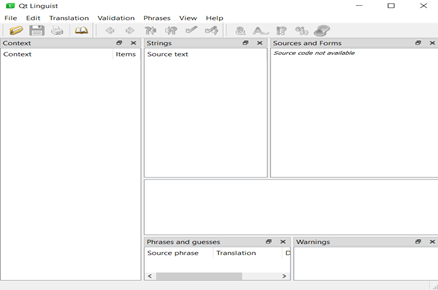 Qt Linguist
File Edit Translation Validation Phrases View Help
Context
Context Items
Strings
Source text
Sources and Forms
Source code not available
Phrases and guesses
Source phrase Translation D
Warnings